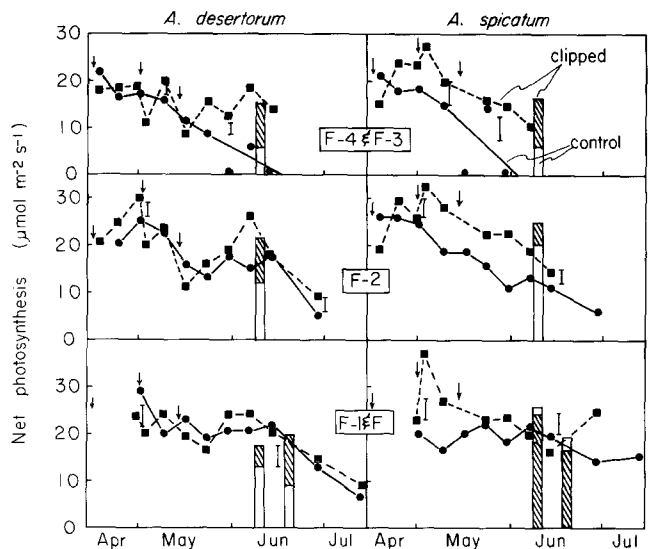 A. desertorum
A. spicatum
Net photosynthesis (μmol m⁻² s⁻¹)
30
20
10
0
clipped
control
F-4 & F-3
30
20
10
0
F-2
30
20
10
0
F-1 & F
Apr May Jun Jul
Apr May Jun Jul